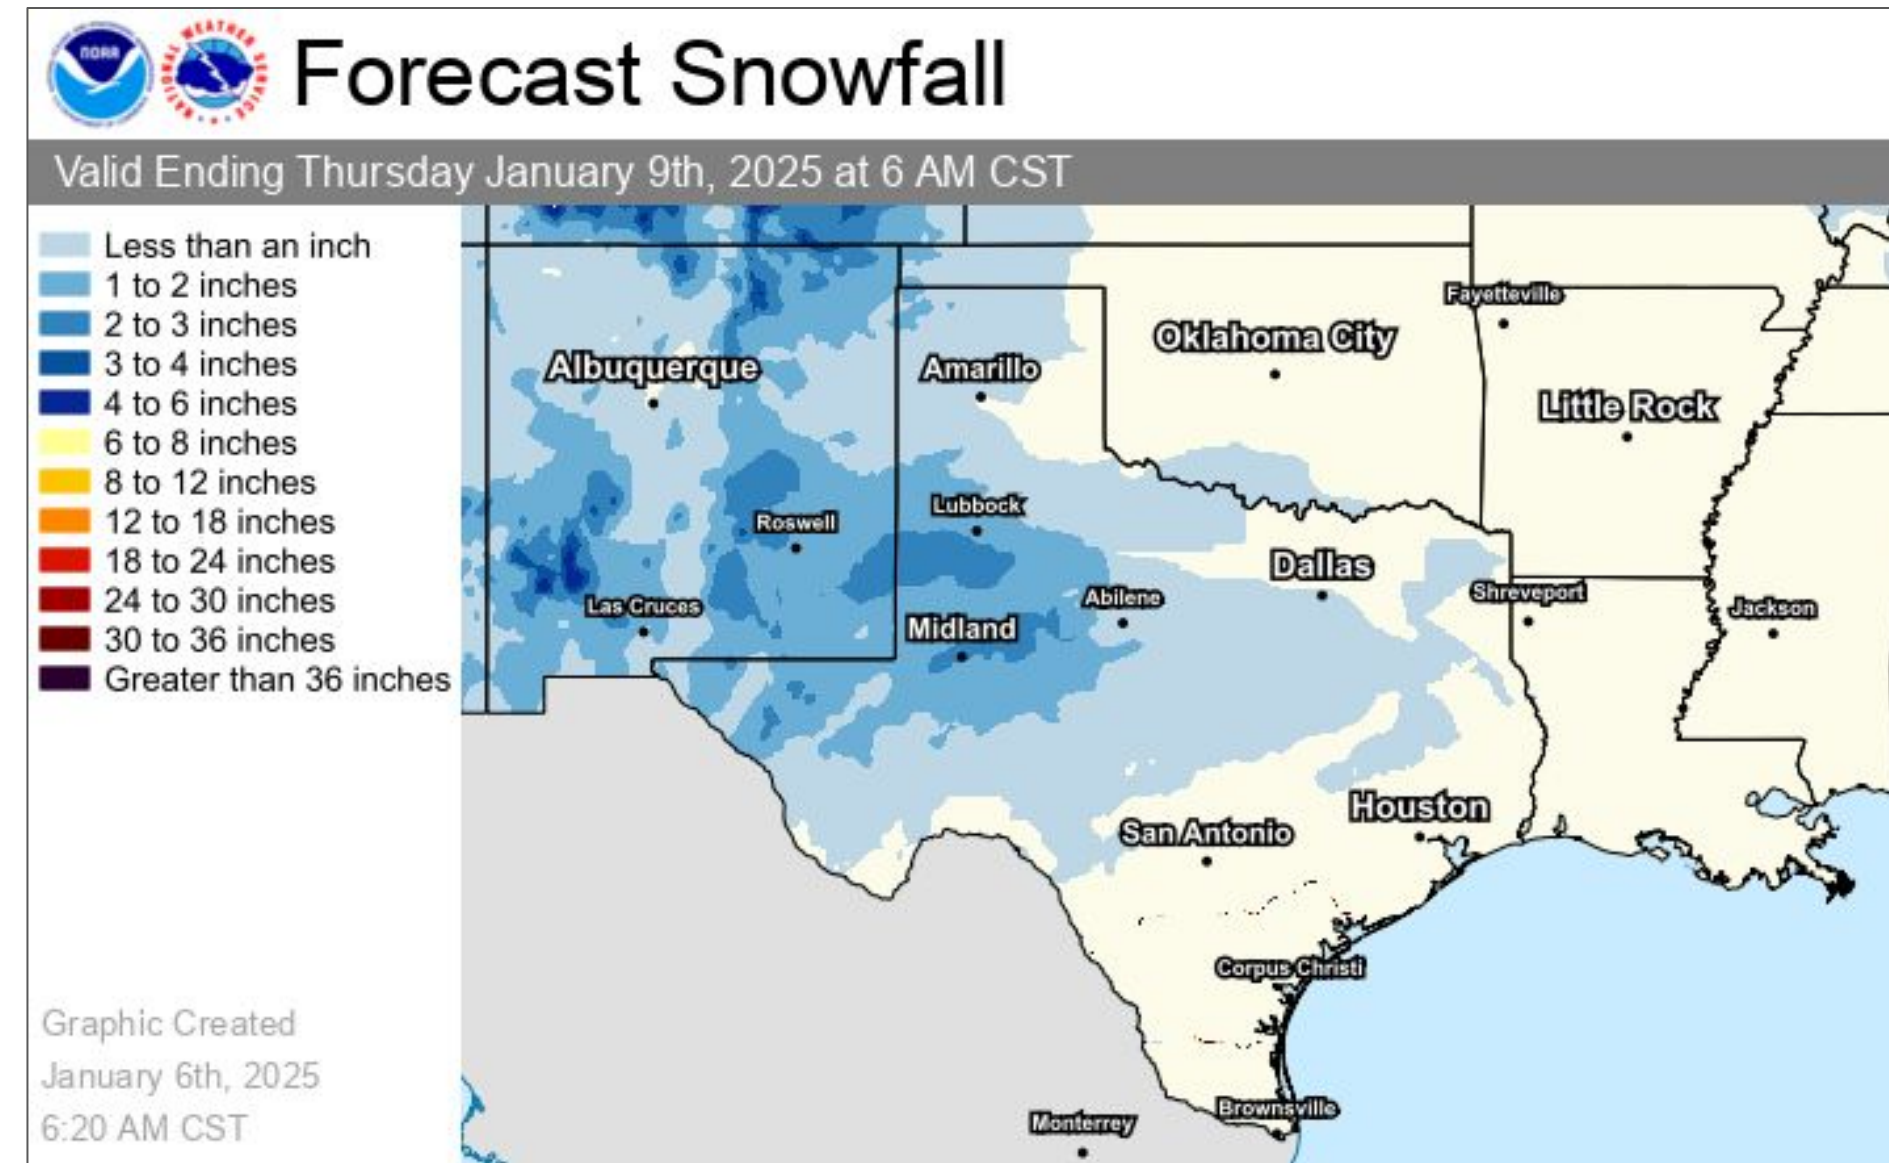 NOAA
NATIONAL WEATHER SERVICE
Forecast Snowfall
Valid Ending Thursday January 9th, 2025 at 6 AM CST
Less than an inch
1 to 2 inches
2 to 3 inches
3 to 4 inches
4 to 6 inches
6 to 8 inches
8 to 12 inches
12 to 18 inches
18 to 24 inches
24 to 30 inches
30 to 36 inches
Greater than 36 inches
Graphic Created
January 6th, 2025
6:20 AM CST
Fayetteville
Oklahoma City
Albuquerque
Amarillo
Little Rock
Lubbock
Roswell
Dallas
Abilene
Shreveport
Las Cruces
Jackson
Midland
Houston
San Antonio
Corpus Christi
Brownsville
Monterrey